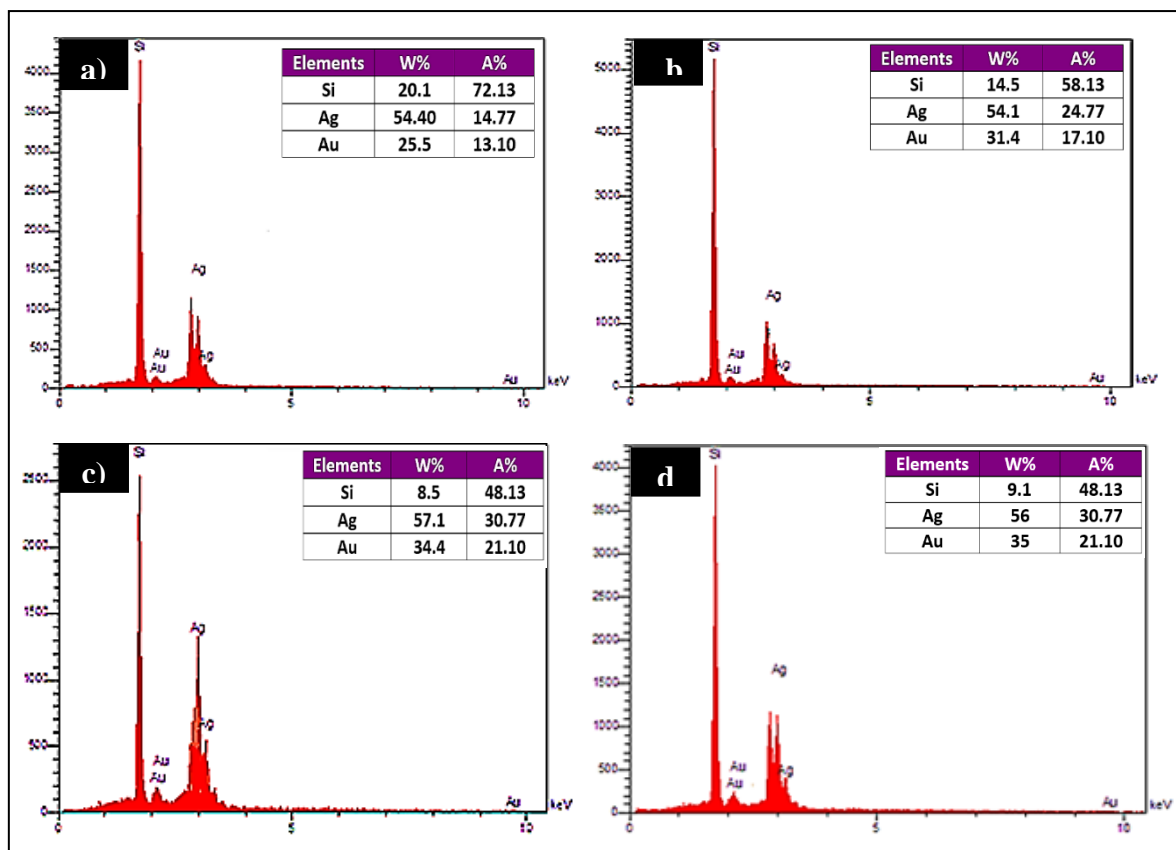 a)
Si
Elements W% A%
Si 20.1 72.13
Ag 54.40 14.77
Au 25.5 13.10
4000
3500
3000
2500
2000
1500
1000
500
0
Ag
Au
Au
Ag
Au
0 5 10 keV
b
Si
Elements W% A%
Si 14.5 58.13
Ag 54.1 24.77
Au 31.4 17.10
5000
4000
3000
2000
1000
0
Ag
Au
Au
Ag
Au
0 5 10 keV
c)
Si
Elements W% A%
Si 8.5 48.13
Ag 57.1 30.77
Au 34.4 21.10
2500
2000
1500
1000
500
0
Ag
Ag
Au
Au
Au
0 5 10 keV
d
Si
Elements W% A%
Si 9.1 48.13
Ag 56 30.77
Au 35 21.10
4000
3500
3000
2500
2000
1500
1000
500
0
Ag
Au
Au
Ag
Au
0 5 10 keV